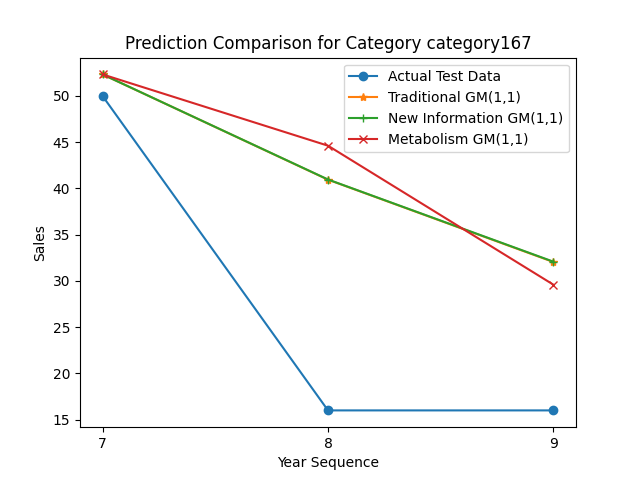 Prediction Comparison for Category category167
Actual Test Data
Traditional GM(1,1)
New Information GM(1,1)
Metabolism GM(1,1)
50
45
40
35
30
25
20
15
Sales
7
8
9
Year Sequence